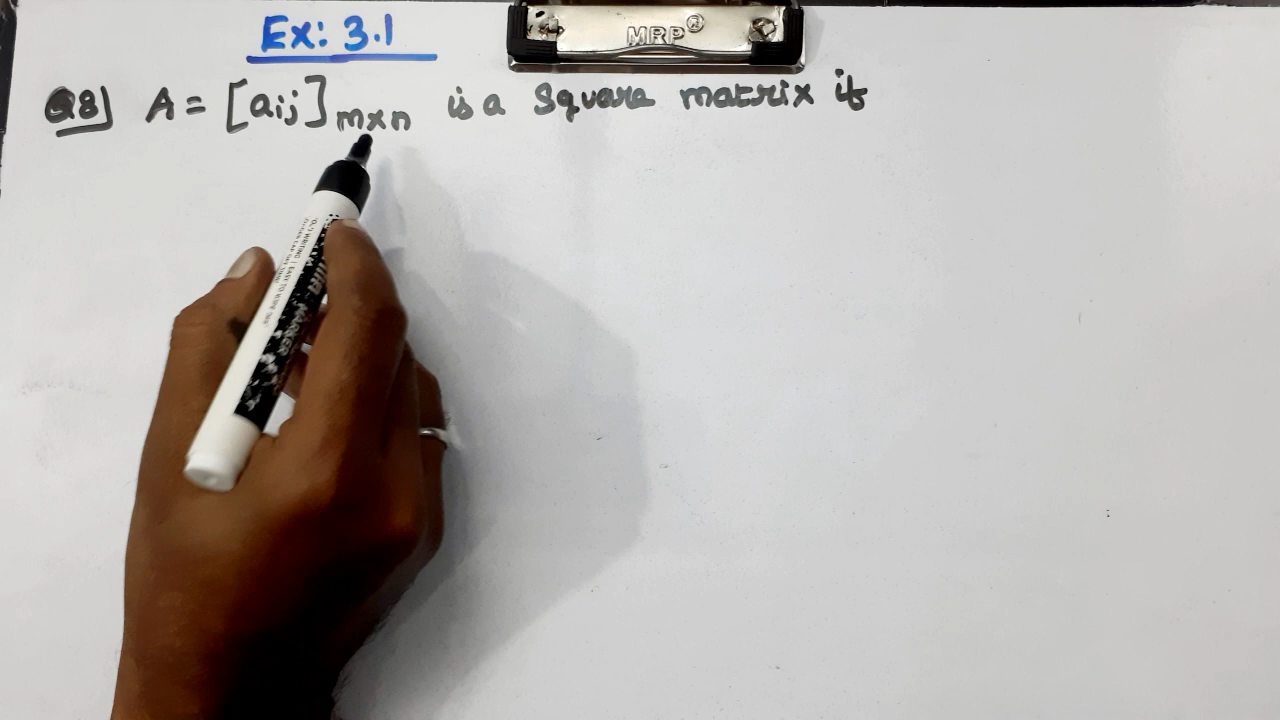 Ex: 3.1
MRP®
Q8] A = [aij]m×n is a square matrix if